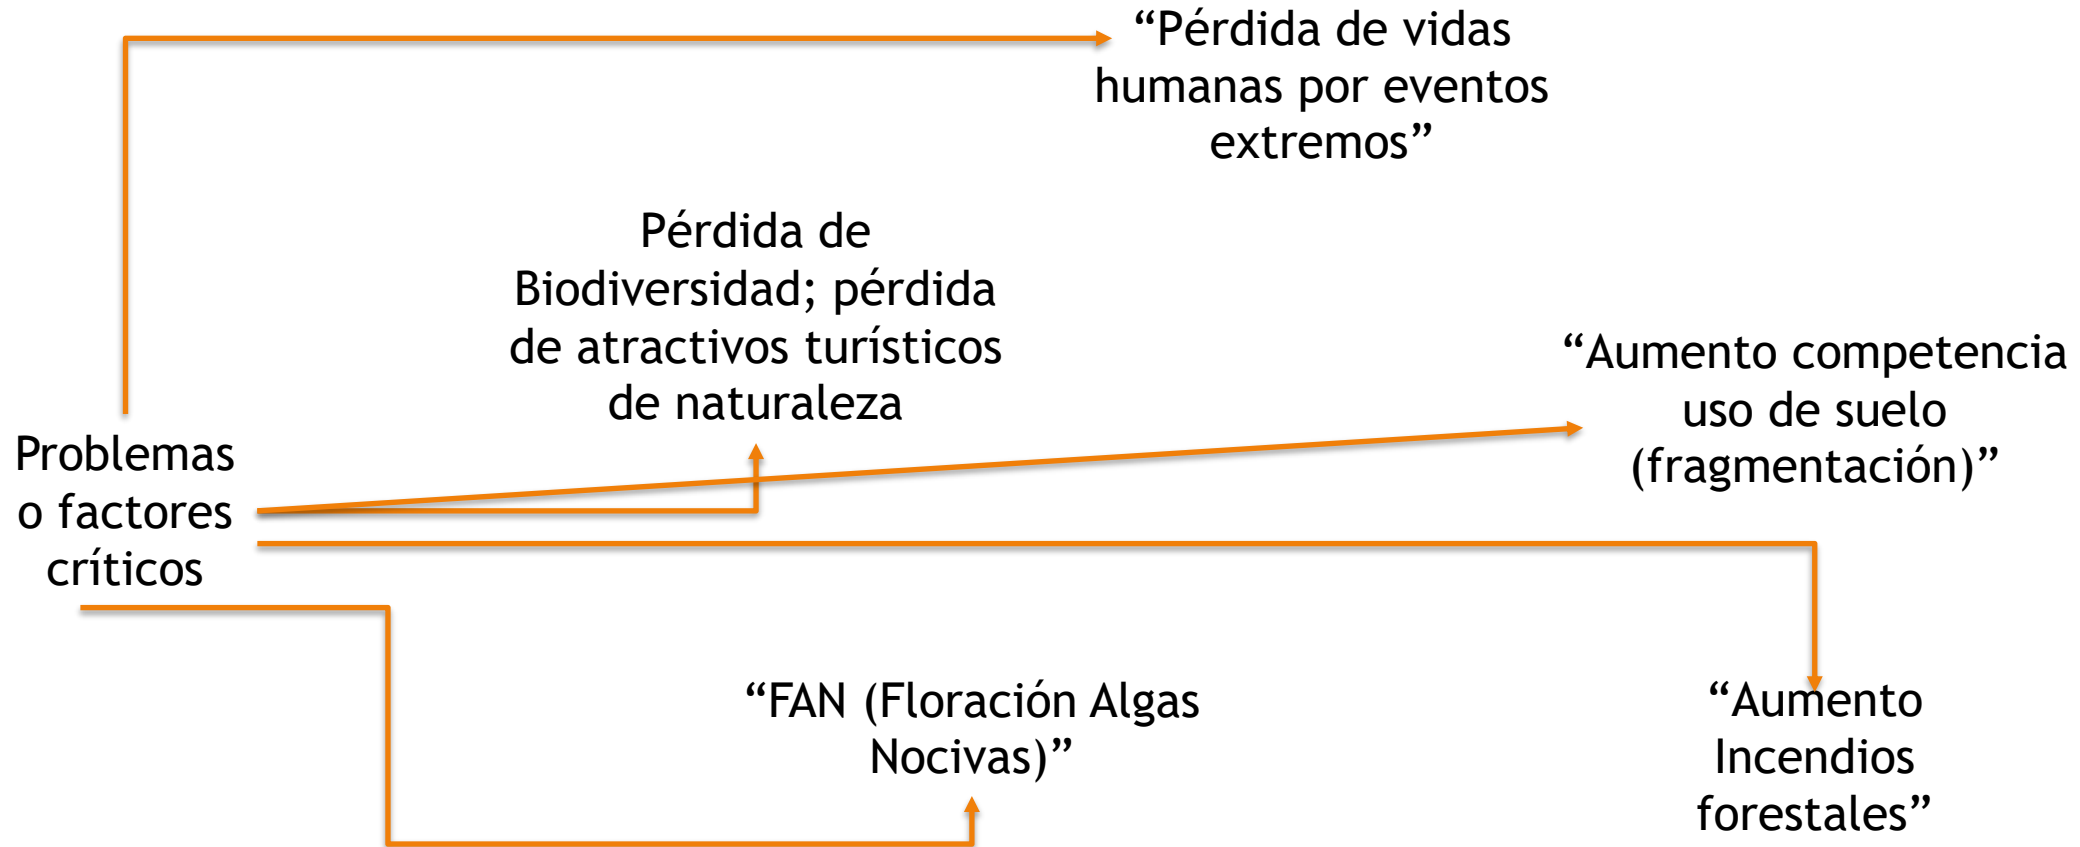 “Pérdida de vidas
humanas por eventos
extremos”
Pérdida de
Biodiversidad; pérdida
de atractivos turísticos
de naturaleza
“Aumento competencia
uso de suelo
(fragmentación)”
Problemas
o factores
críticos
“FAN (Floración Algas
Nocivas)”
“Aumento
Incendios
forestales”